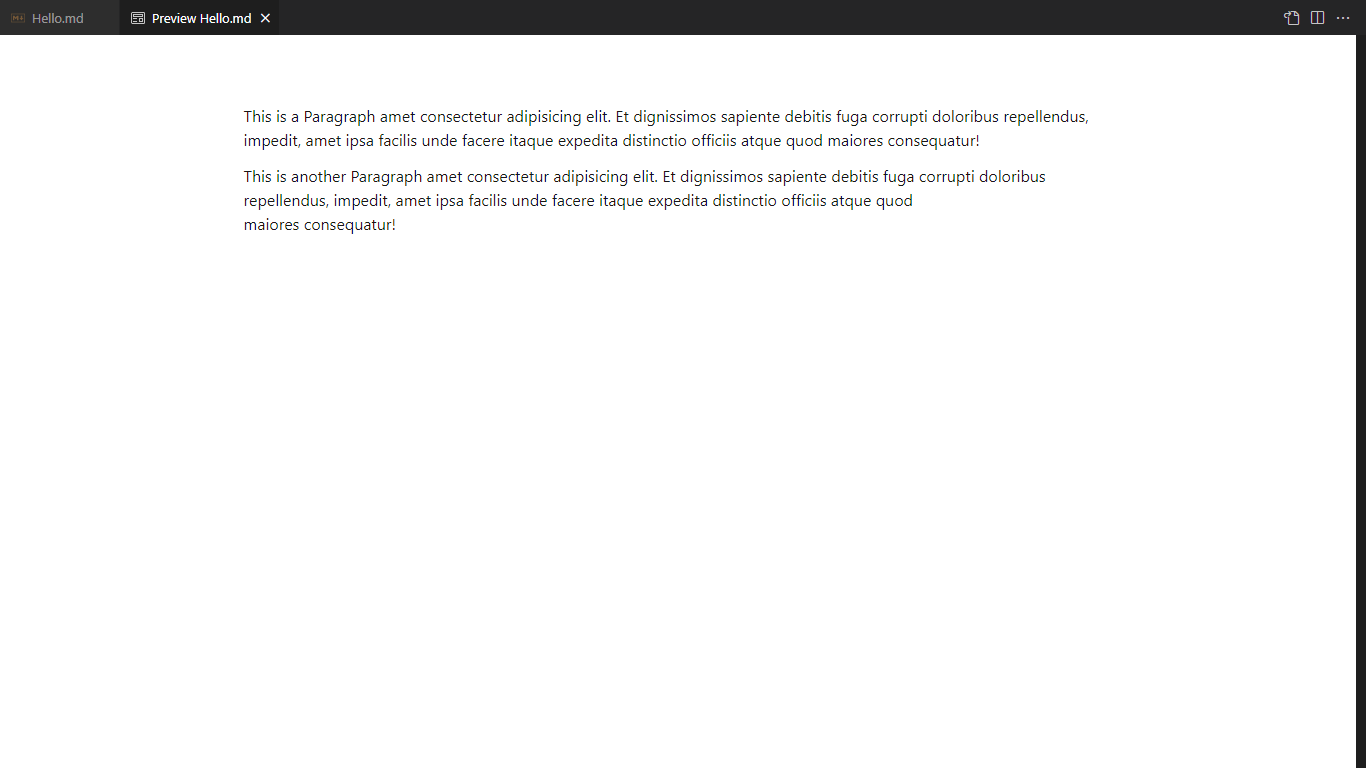 Hello.md
Preview Hello.md
This is a Paragraph amet consectetur adipisicing elit. Et dignissimos sapiente debitis fuga corrupti doloribus repellendus,
impedit, amet ipsa facilis unde facere itaque expedita distinctio officiis atque quod maiores consequatur!
This is another Paragraph amet consectetur adipisicing elit. Et dignissimos sapiente debitis fuga corrupti doloribus
repellendus, impedit, amet ipsa facilis unde facere itaque expedita distinctio officiis atque quod
maiores consequatur!